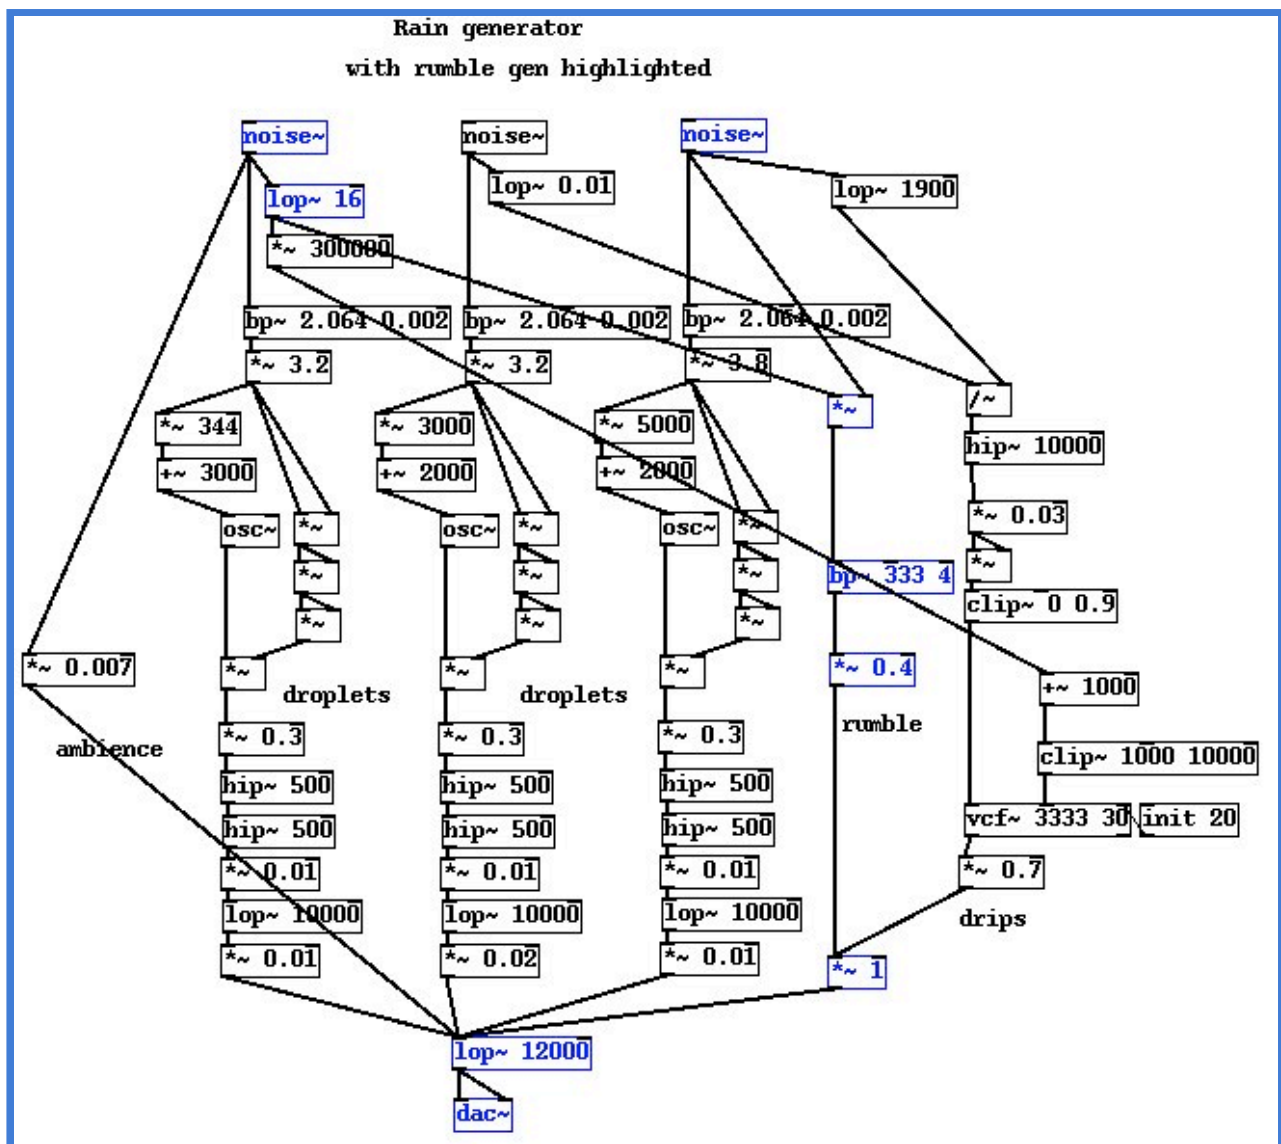 Rain generator
with rumble gen highlighted
noise~ noise~ noise~
lop~ 16 lop~ 0.01 lop~ 1900
*~ 300000
bp~ 2.064 0.002 bp~ 2.064 0.002 bp~ 2.064 0.002
*~ 3.2 *~ 3.2 *~ 3.8
*~ 344 *~ 3000 *~ 5000 *~ /~
+~ 3000 +~ 2000 +~ 2000 hip~ 10000
osc~ *~ osc~ *~ osc~ *~ *~ 0.03
*~ *~ *~ bp~ 333 4 *~
*~ *~ *~ clip~ 0 0.9
*~ 0.007 *~ *~ *~ *~ 0.4 +~ 1000
droplets droplets
ambience *~ 0.3 *~ 0.3 *~ 0.3 rumble
clip~ 1000 10000
hip~ 500 hip~ 500 hip~ 500
hip~ 500 hip~ 500 hip~ 500 vcf~ 3333 30 init 20
*~ 0.01 *~ 0.01 *~ 0.01 *~ 0.7
lop~ 10000 lop~ 10000 lop~ 10000 drips
*~ 0.01 *~ 0.02 *~ 0.01 *~ 1
lop~ 12000
dac~